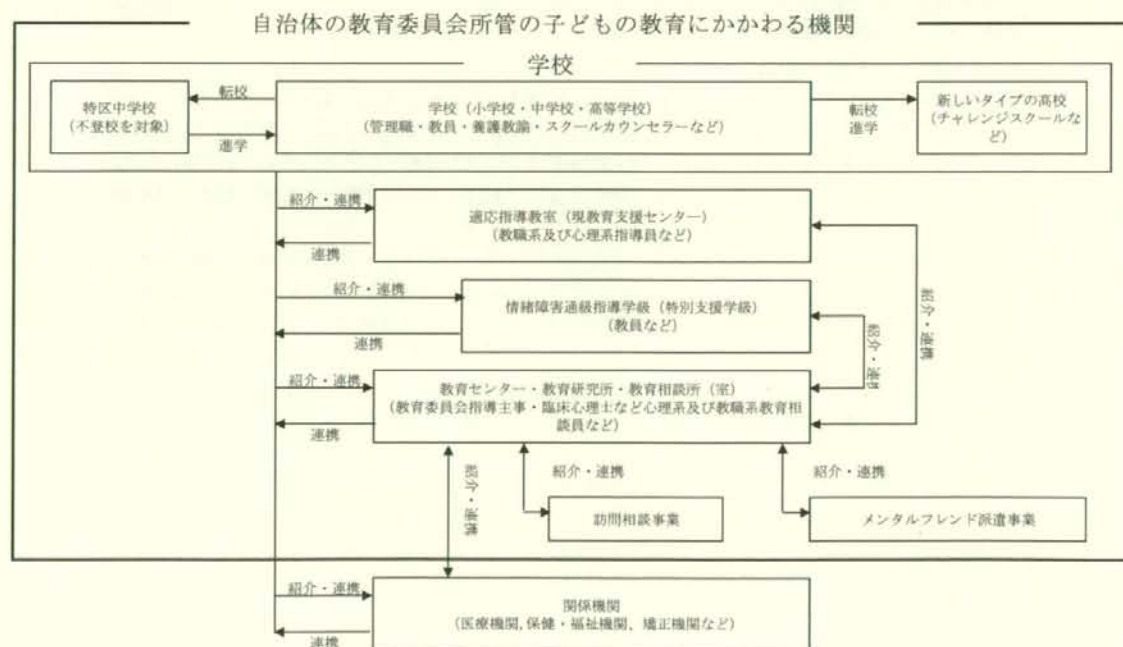 自治体の教育委員会所管の子どもの教育にかかわる機関
学校
特区中学校
(不登校を対象)
転校
進学
学校(小学校・中学校・高等学校)
(管理職・教員・養護教諭・スクールカウンセラーなど)
転校
進学
新しいタイプの高校
(チャレンジスクールな
ど)
紹介・連携
連携
適応指導教室(現教育支援センター)
(教職系及び心理系指導員など)
紹介・連携
連携
情緒障害通級指導学級(特別支援学級)
(教員など)
紹介・連携
紹介・連携
紹介・連携
連携
教育センター・教育研究所・教育相談所(室)
(教育委員会指導主事・臨床心理士など心理系及び教職系教育相
談員など)
紹介・連携
紹介・連携
紹介・連携
訪問相談事業
メンタルフレンド派遣事業
紹介・連携
連携
関係機関
(医療機関,保健・福祉機関、矯正機関など)